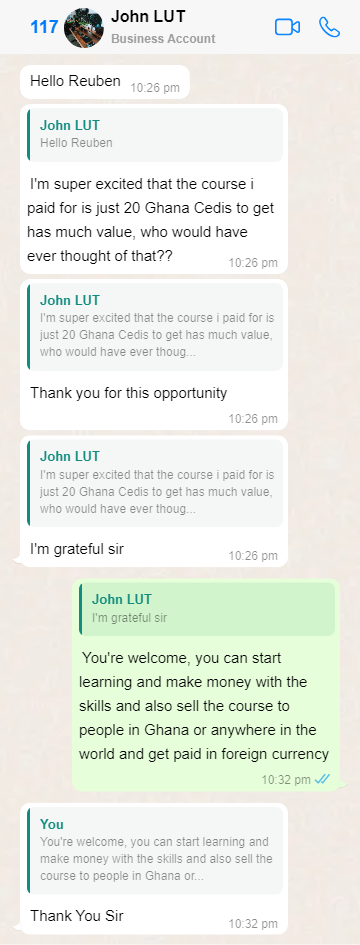 117
John LUT
Business Account
Hello Reuben
10:26 pm
John LUT
Hello Reuben
I'm super excited that the course i
paid for is just 20 Ghana Cedis to get
has much value, who would have
ever thought of that??
10:26 pm
John LUT
I'm super excited that the course i paid for is
just 20 Ghana Cedis to get has much value,
who would have ever thoug...
Thank you for this opportunity
10:26 pm
John LUT
I'm super excited that the course i paid for is
just 20 Ghana Cedis to get has much value,
who would have ever thoug...
I'm grateful sir
10:26 pm
John LUT
I'm grateful sir
You're welcome, you can start
learning and make money with the
skills and also sell the course to
people in Ghana or anywhere in the
world and get paid in foreign currency
10:32 pm
You
You're welcome, you can start learning and
make money with the skills and also sell the
course to people in Ghana or...
Thank You Sir
10:32 pm